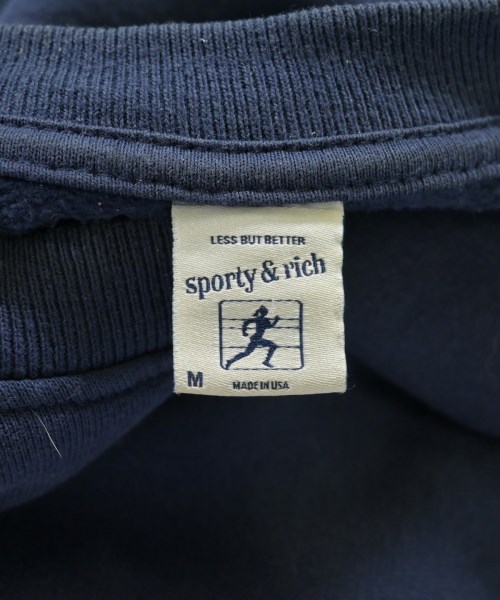 LESS BUT BETTER
sporty & rich
M
MADE IN USA